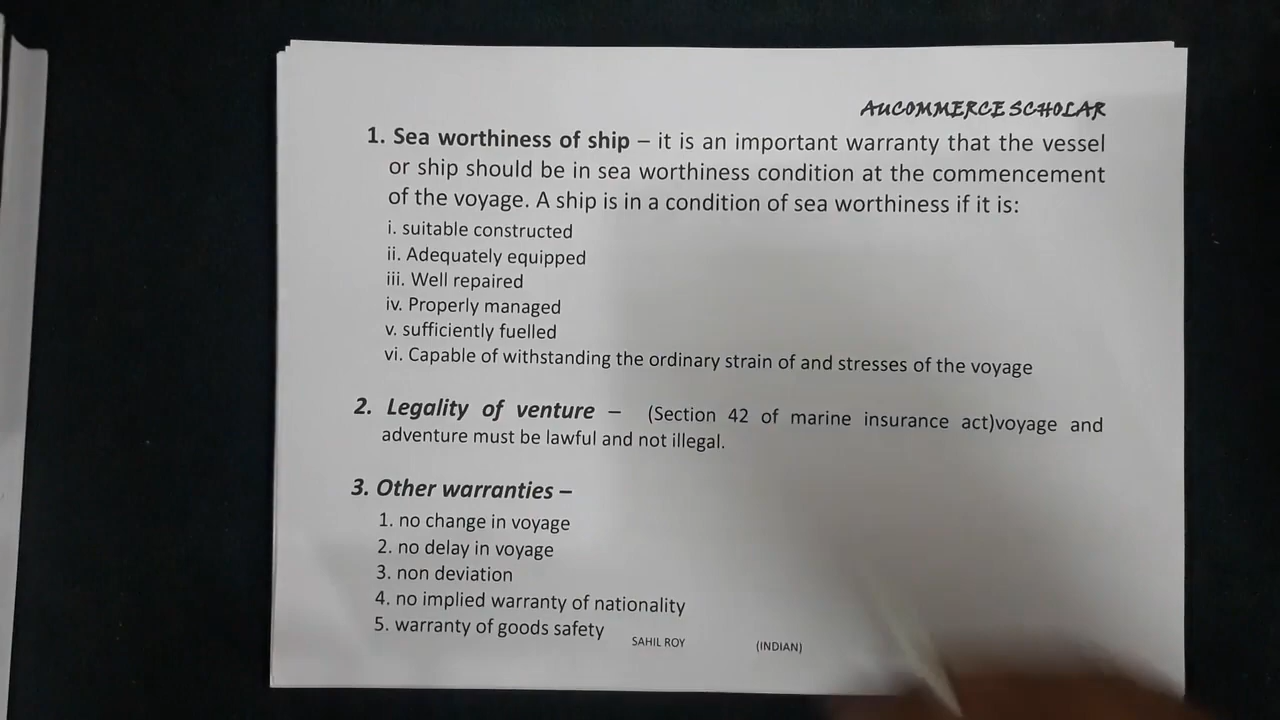 AUCOMMERCE SCHOLAR
1. Sea worthiness of ship – it is an important warranty that the vessel
or ship should be in sea worthiness condition at the commencement
of the voyage. A ship is in a condition of sea worthiness if it is:
i. suitable constructed
ii. Adequately equipped
iii. Well repaired
iv. Properly managed
v. sufficiently fuelled
vi. Capable of withstanding the ordinary strain of and stresses of the voyage
2. Legality of venture – (Section 42 of marine insurance act)voyage and
adventure must be lawful and not illegal.
3. Other warranties –
1. no change in voyage
2. no delay in voyage
3. non deviation
4. no implied warranty of nationality
5. warranty of goods safety
SAHIL ROY (INDIAN)